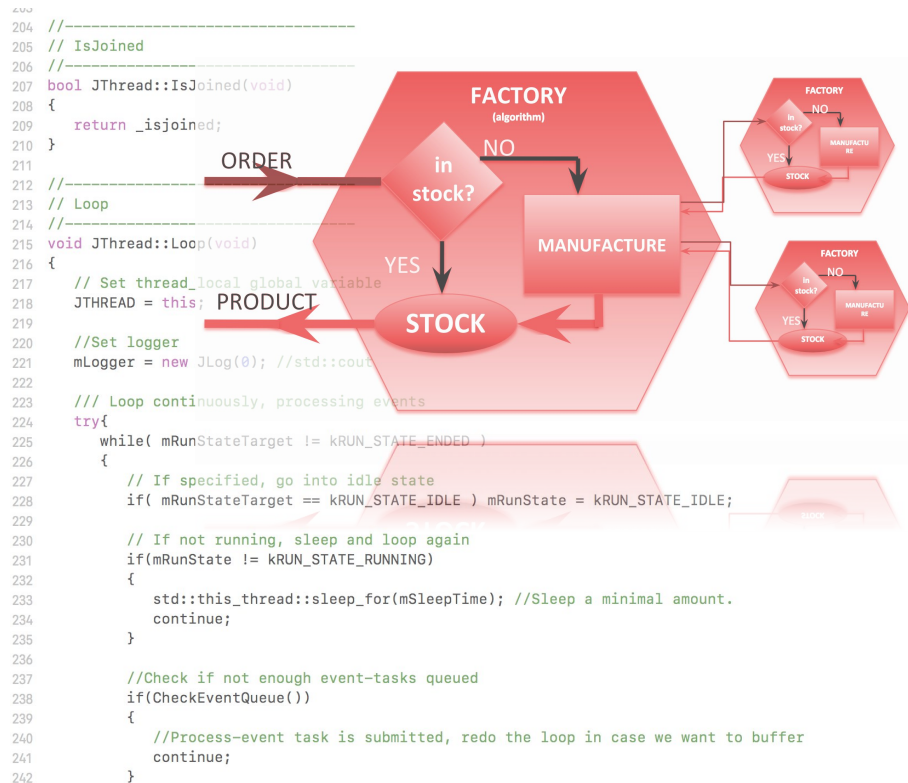 204 //---------------------------------
205 // IsJoined
206 //---------------------------------
207 bool JThread::IsJoined(void)
208 {
209 return _isjoined;
210 }
211
212 //---------------------------------
213 // Loop
214 //---------------------------------
215 void JThread::Loop(void)
216 {
217 // Set thread_local global variable
218 JTHREAD = this;
219
220 //Set logger
221 mLogger = new JLog(0); //std::cout
222
223 /// Loop continuously, processing events
224 try{
225 while( mRunStateTarget != kRUN_STATE_ENDED )
226 {
227 // If specified, go into idle state
228 if( mRunStateTarget == kRUN_STATE_IDLE ) mRunState = kRUN_STATE_IDLE;
229
230 // If not running, sleep and loop again
231 if(mRunState != kRUN_STATE_RUNNING)
232 {
233 std::this_thread::sleep_for(mSleepTime); //Sleep a minimal amount.
234 continue;
235 }
236
237 //Check if not enough event-tasks queued
238 if(CheckEventQueue())
239 {
240 //Process-event task is submitted, redo the loop in case we want to buffer
241 continue;
242 }
FACTORY
(algorithm)
ORDER
in
stock?
NO
MANUFACTURE
YES
PRODUCT
STOCK
FACTORY
in
stock?
NO
MANUFACTU
RE
YES
STOCK
FACTORY
in
stock?
NO
MANUFACTU
RE
YES
STOCK